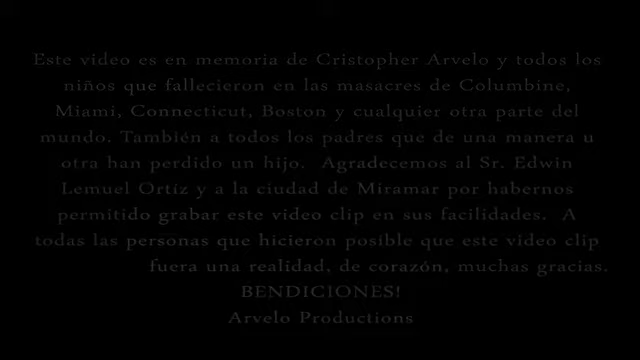 Este video es en memoria de Cristopher Arvelo y todos los
niños que fallecieron en las masacres de Columbine,
Miami, Connecticut, Boston y cualquier otra parte del
mundo. También a todos los padres que de una manera u
otra han perdido un hijo. Agradecemos al Sr. Edwin
Lemuel Ortíz y a la ciudad de Miramar por habernos
permitido grabar este video clip en sus facilidades. A
todas las personas que hicieron posible que este video clip
fuera una realidad, de corazón, muchas gracias.
BENDICIONES!
Arvelo Productions